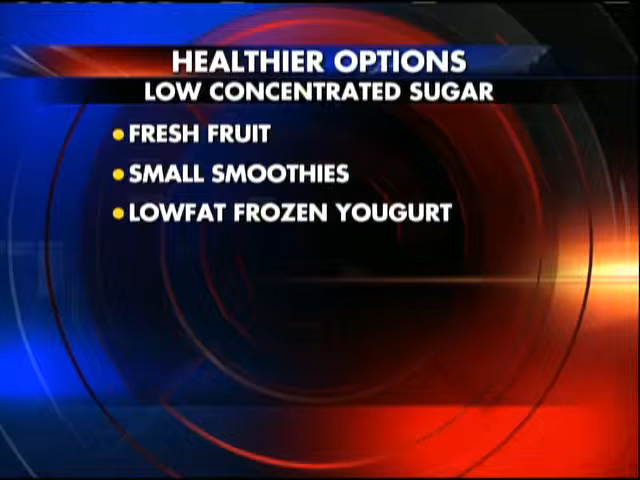 HEALTHIER OPTIONS
LOW CONCENTRATED SUGAR
• FRESH FRUIT
• SMALL SMOOTHIES
• LOWFAT FROZEN YOUGURT